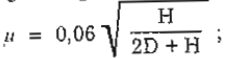 μ = 0,06 √(H / (2D + H)) ;